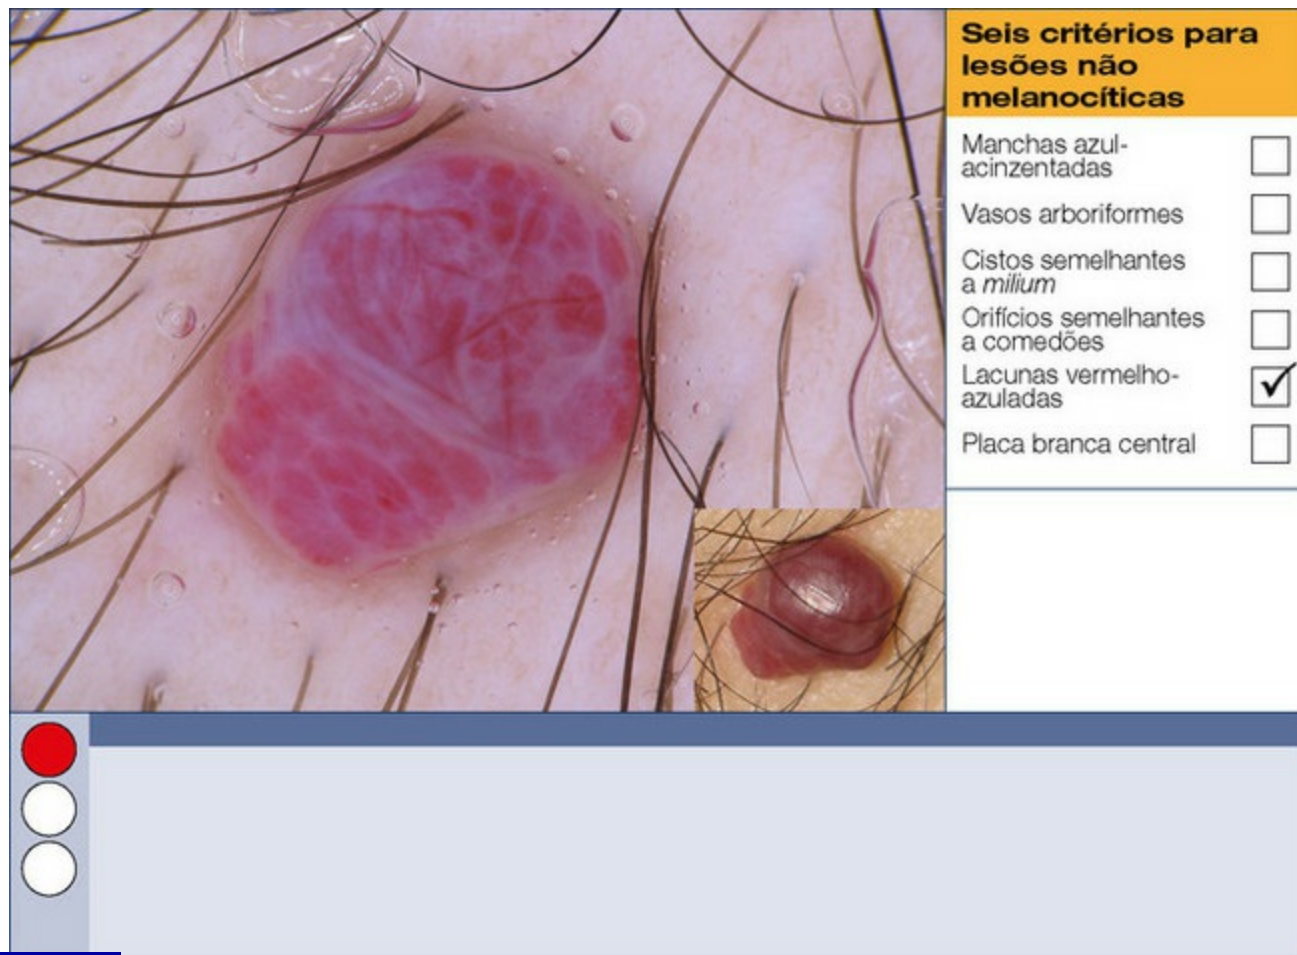 Seis critérios para
lesões não
melanocíticas
Manchas azul-
acinzentadas
Vasos arboriformes
Cistos semelhantes
a milium
Orifícios semelhantes
a comedões
Lacunas vermelho-
azuladas
Placa branca central